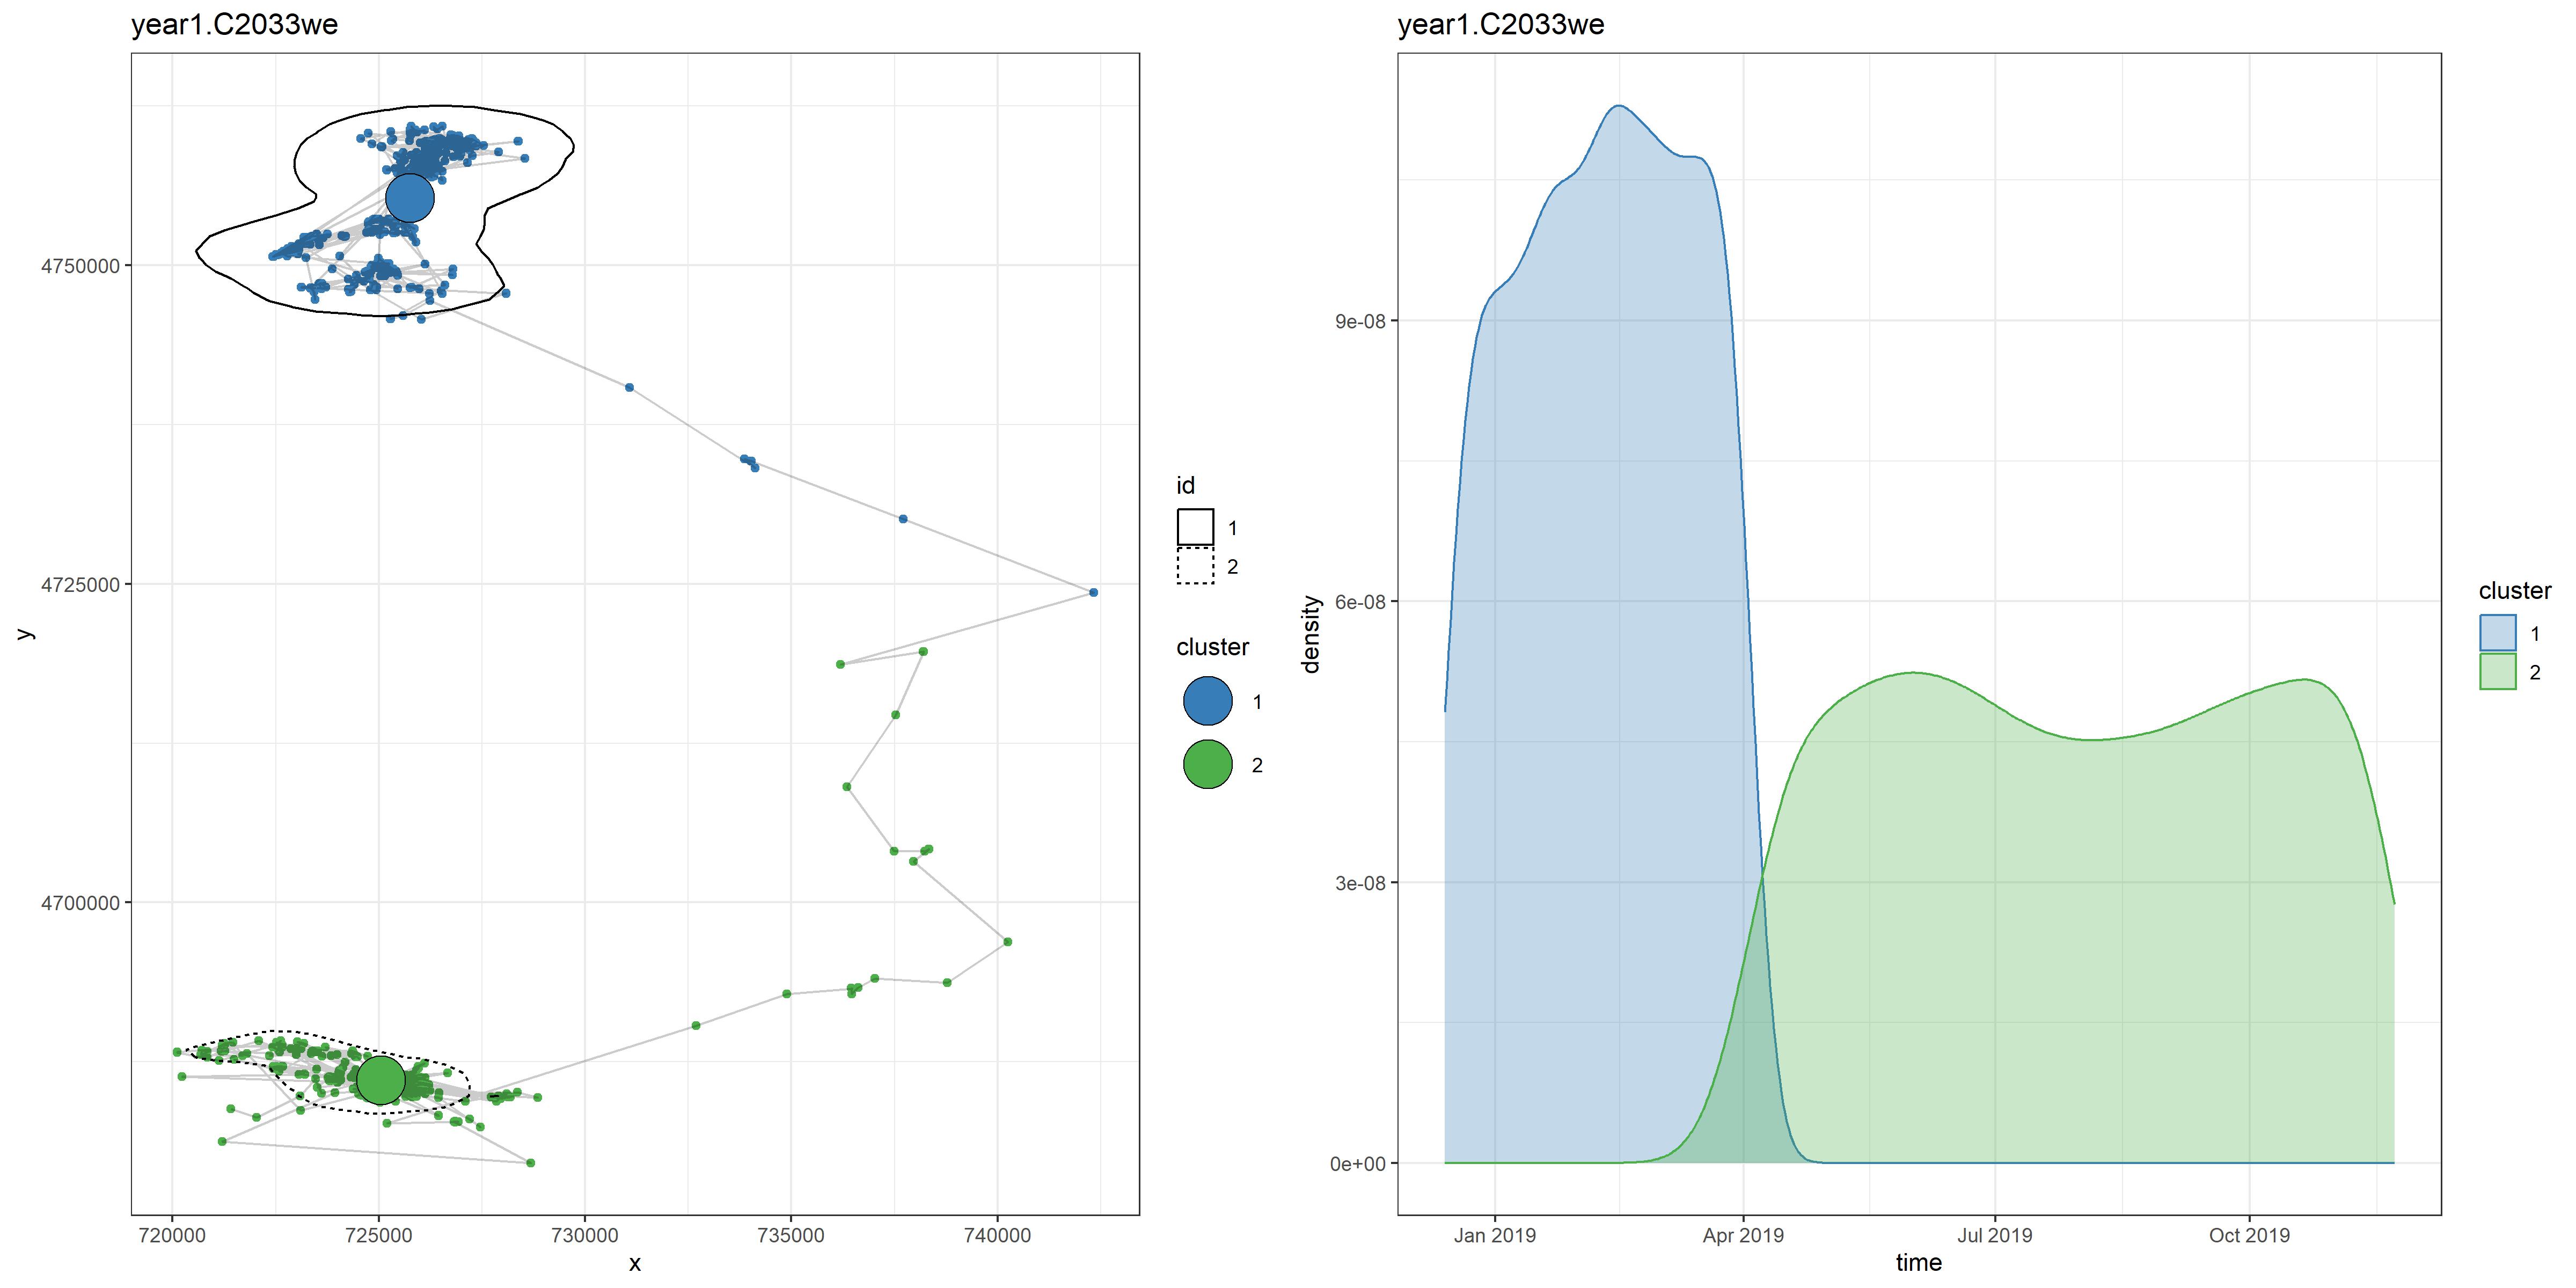 year1.C2033we
4750000
4725000
4700000
y
720000
725000
730000
735000
740000
x
id
1
2
cluster
1
2
year1.C2033we
9e-08
6e-08
3e-08
0e+00
density
Jan 2019
Apr 2019
Jul 2019
Oct 2019
time
cluster
1
2